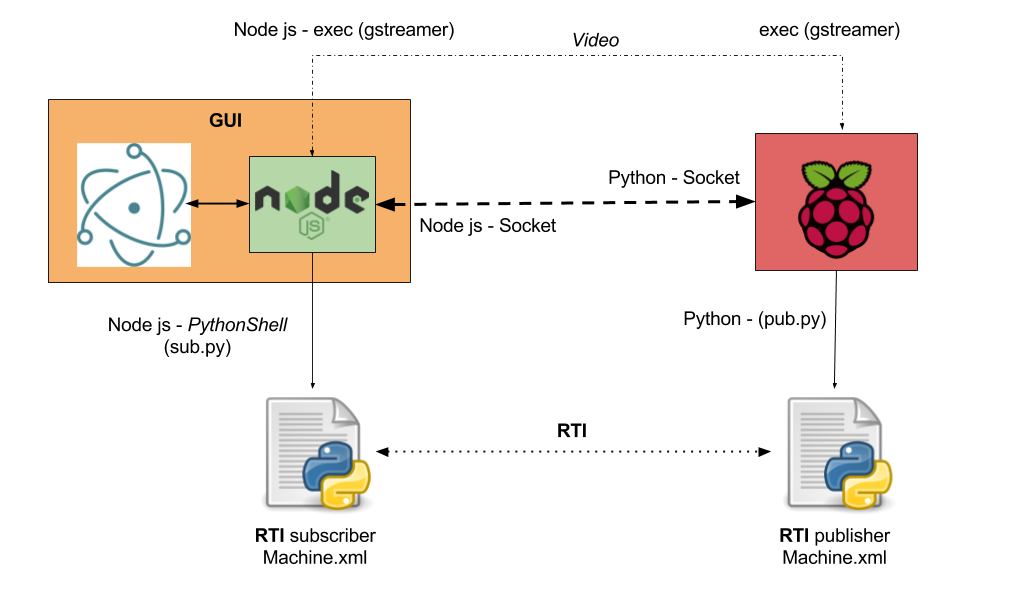 Node js - exec (gstreamer)
exec (gstreamer)
Video
GUI
node
JS
Python - Socket
Node js - Socket
Node js - PythonShell
(sub.py)
Python - (pub.py)
RTI
RTI subscriber
Machine.xml
RTI publisher
Machine.xml